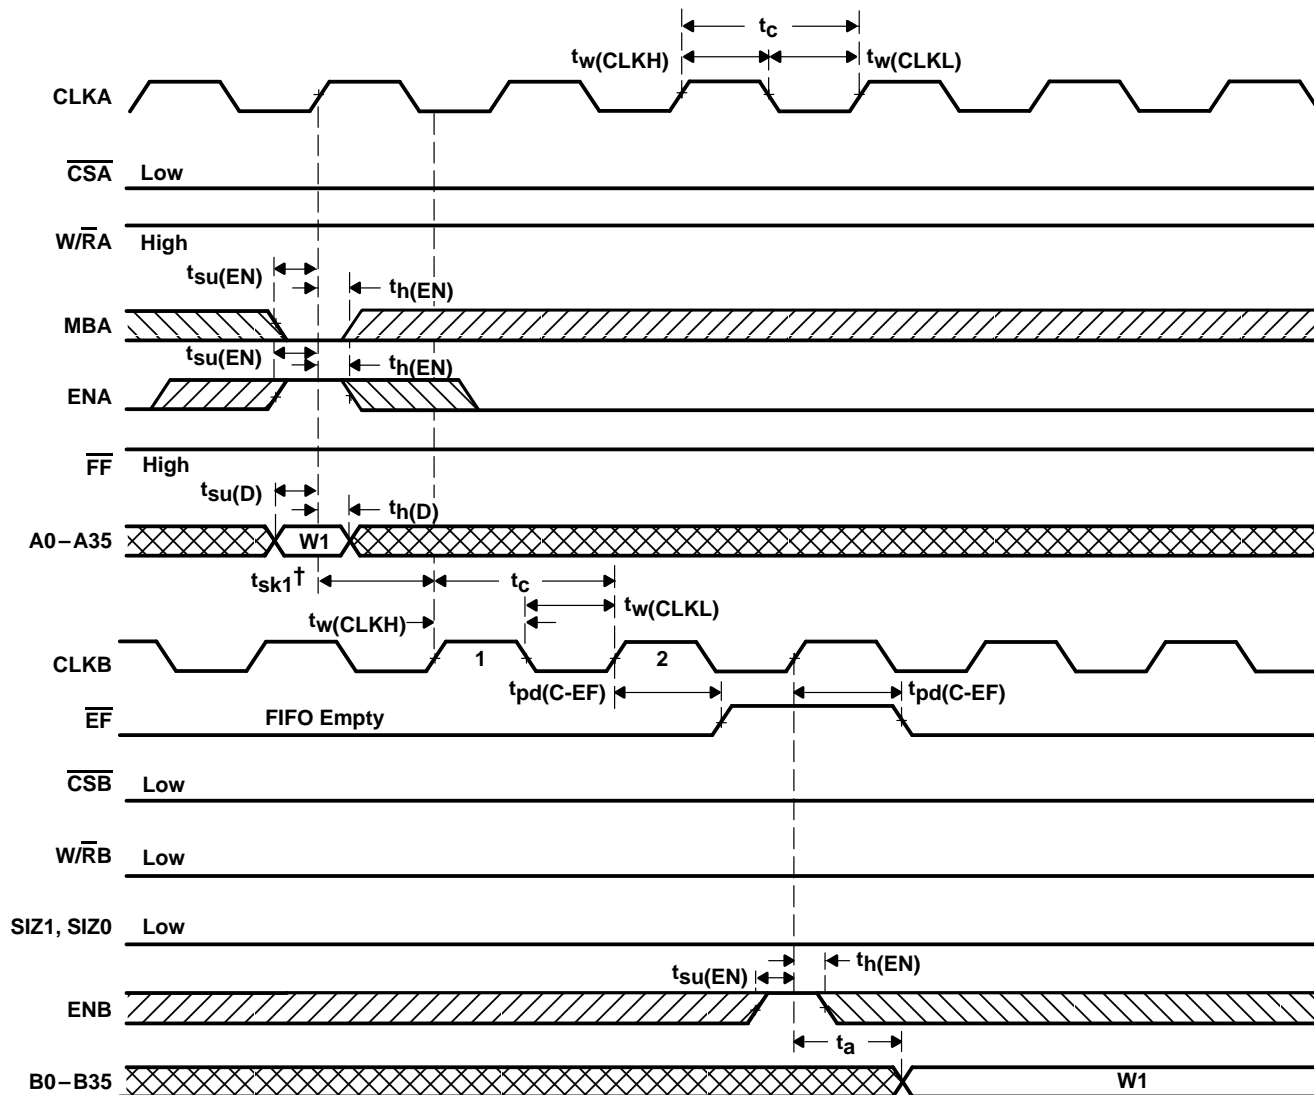 tc
tw(CLKH)
tw(CLKL)
CLKA
CSA
Low
W/RA
High
tsu(EN)
th(EN)
MBA
tsu(EN)
th(EN)
ENA
FF
High
tsu(D)
th(D)
A0–A35
W1
tsk1†
tc
tw(CLKH)
tw(CLKL)
CLKB
1
2
tpd(C-EF)
tpd(C-EF)
EF
FIFO Empty
CSB
Low
W/RB
Low
SIZ1, SIZ0
Low
tsu(EN)
th(EN)
ENB
ta
B0–B35
W1